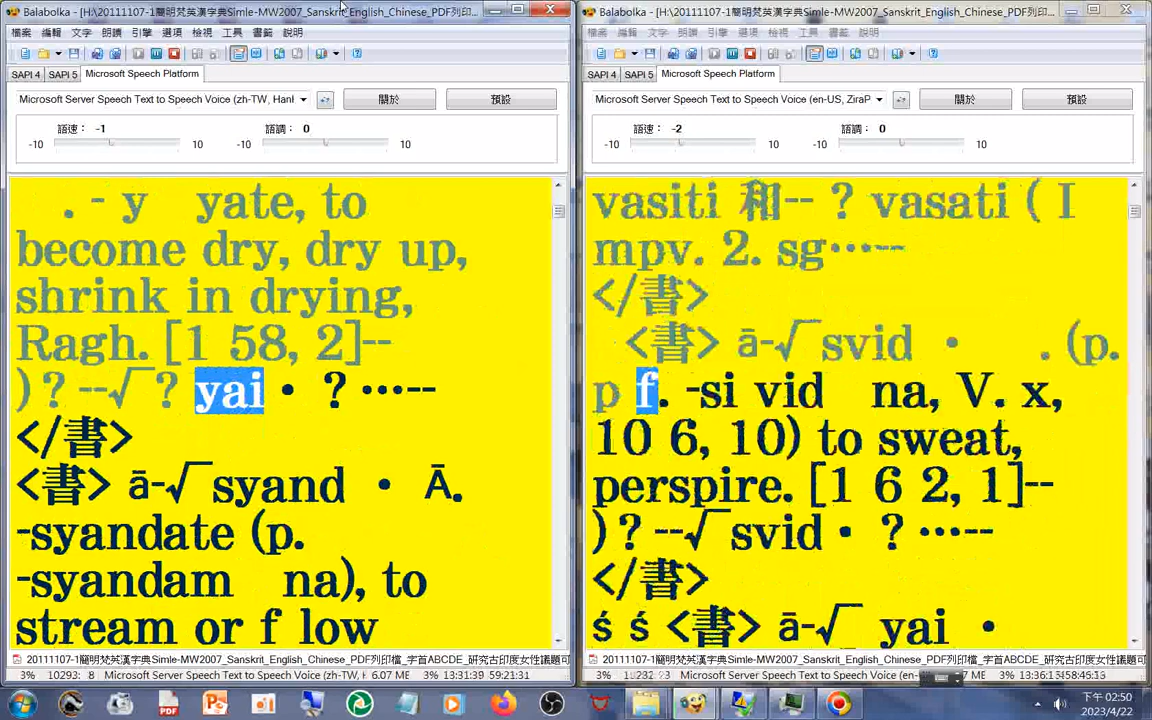 Balabolka - [H:\20111107-1簡明梵英漢字典Simle-MW2007_Sanskrit_English_Chinese_PDF列印...
檔案 編輯 文字 朗讀 引擎 選項 檢視 工具 書籤 說明
SAPI 4 SAPI 5 Microsoft Speech Platform
Microsoft Server Speech Text to Speech Voice (zh-TW, Hanl 關於 預設
語速： -1 語調： 0
-10 10 -10 10
. - y yate, to
become dry, dry up,
shrink in drying,
Ragh. [1 58, 2]--
)? --√ ? yai • ? ⋯--
</書>
<書> ā-√syand • Ā.
-syandate (p.
-syandam na), to
stream or f low
20111107-1簡明梵英漢字典Simle-MW2007_Sanskrit_English_Chinese_PDF列印檔_字首ABCDE_研究古印度女性議題可
3% 10293: 8 Microsoft Speech Platform Microsoft Server Speech Text to Speech Voice (zh-TW, H 6.07 ME 3% 13:31:39 59:21:31
Balabolka - [H:\20111107-1簡明梵英漢字典Simle-MW2007_Sanskrit_English_Chinese_PDF列印...
檔案 編輯 文字 朗讀 引擎 選項 檢視 工具 書籤 說明
SAPI 4 SAPI 5 Microsoft Speech Platform
Microsoft Server Speech Text to Speech Voice (en-US, ZiraP 關於 預設
語速： -2 語調： 0
-10 10 -10 10
vasiti 和-- ? vasati ( I
mpv. 2. sg⋯--
</書>
<書> ā-√svid • . (p.
p f. -si vid na, V. x,
10 6, 10) to sweat,
perspire. [1 6 2, 1]--
)? --√svid • ? ⋯--
</書>
ś ś <書> ā-√ yai •
20111107-1簡明梵英漢字典Simle-MW2007_Sanskrit_English_Chinese_PDF列印檔_字首ABCDE_研究古印度女性議題可
3% Microsoft Server Speech Text to Speech Voice
下午 02:50
2023/4/22